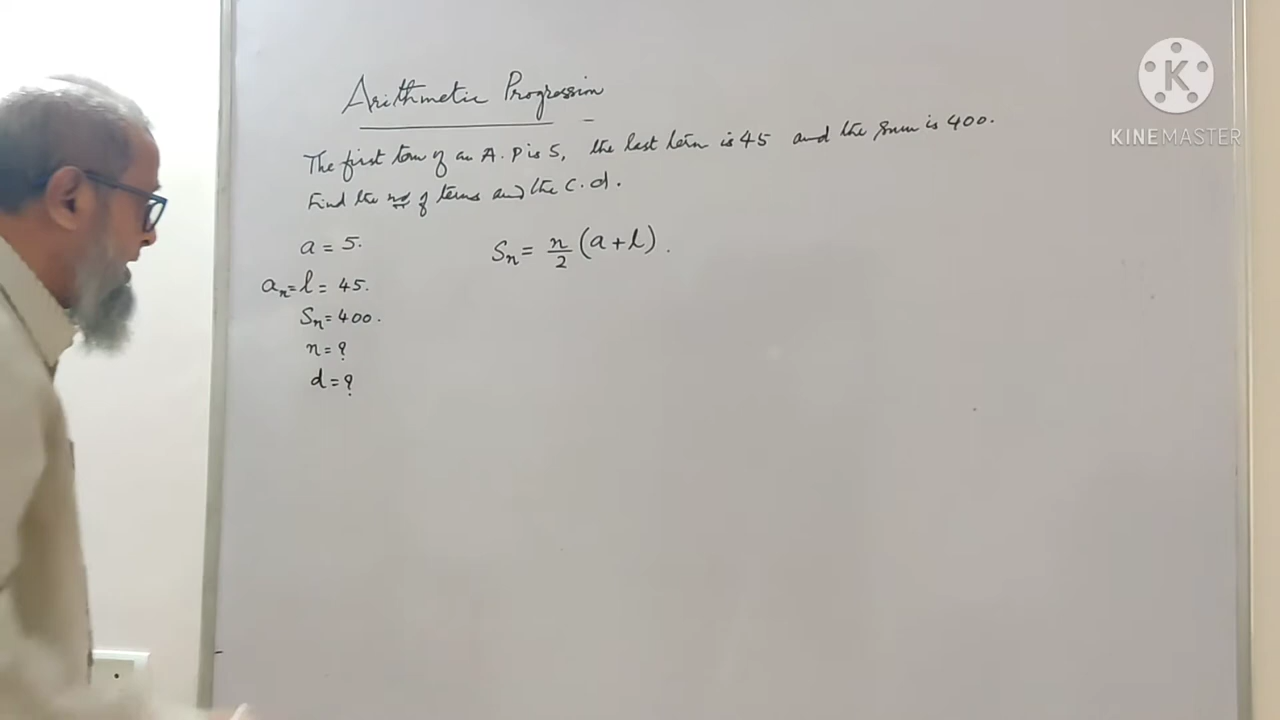 Arithmetic Progression
The first term of an A.P is 5, the last term is 45 and the sum is 400.
Find the no of terms and the c.d.
a = 5.
Sn = n/2 (a + l).
an = l = 45.
Sn = 400.
n = ?
d = ?
K
KINEMASTER